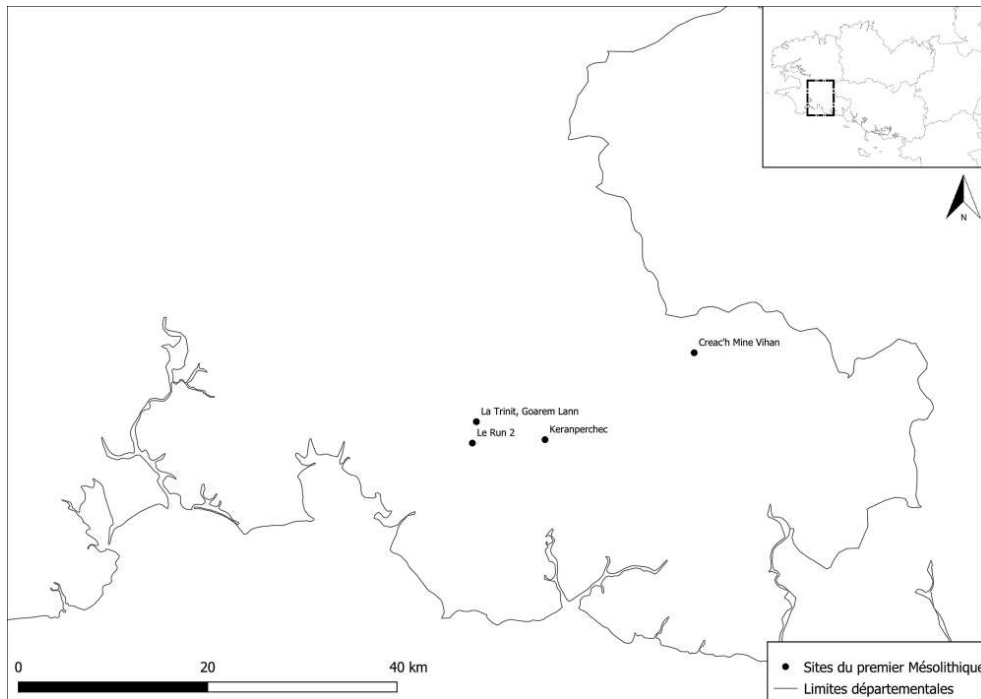 N
Creac'h Mine Vihan
La Trinit, Goarem Lann
Le Run 2
Keranperchec
0
20
40 km
Sites du premier Mésolithique
Limites départementales